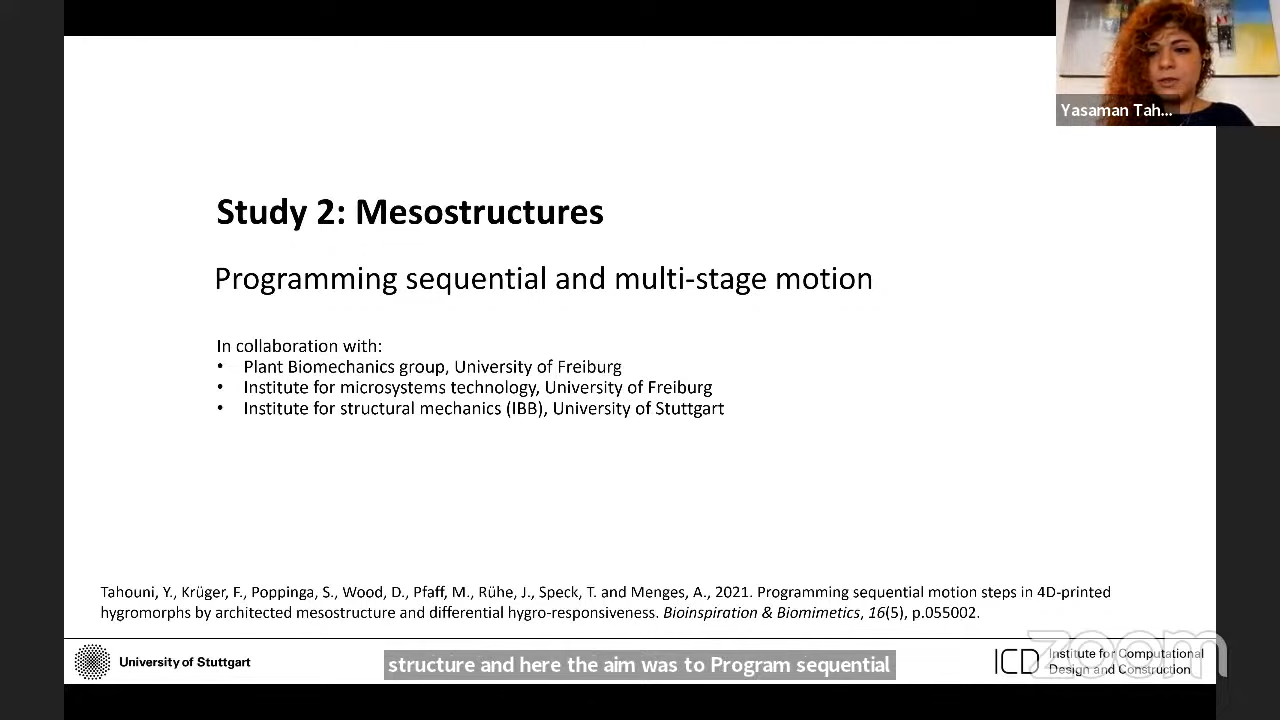 Yasaman Tah...
Study 2: Mesostructures
Programming sequential and multi-stage motion
In collaboration with:
• Plant Biomechanics group, University of Freiburg
• Institute for microsystems technology, University of Freiburg
• Institute for structural mechanics (IBB), University of Stuttgart
Tahouni, Y., Krüger, F., Poppinga, S., Wood, D., Pfaff, M., Rühe, J., Speck, T. and Menges, A., 2021. Programming sequential motion steps in 4D-printed
hygromorphs by architected mesostructure and differential hygro-responsiveness. Bioinspiration & Biomimetics, 16(5), p.055002.
University of Stuttgart
structure and here the aim was to Program sequential
ICD
Institute for Computational
Design and Construction
zoom